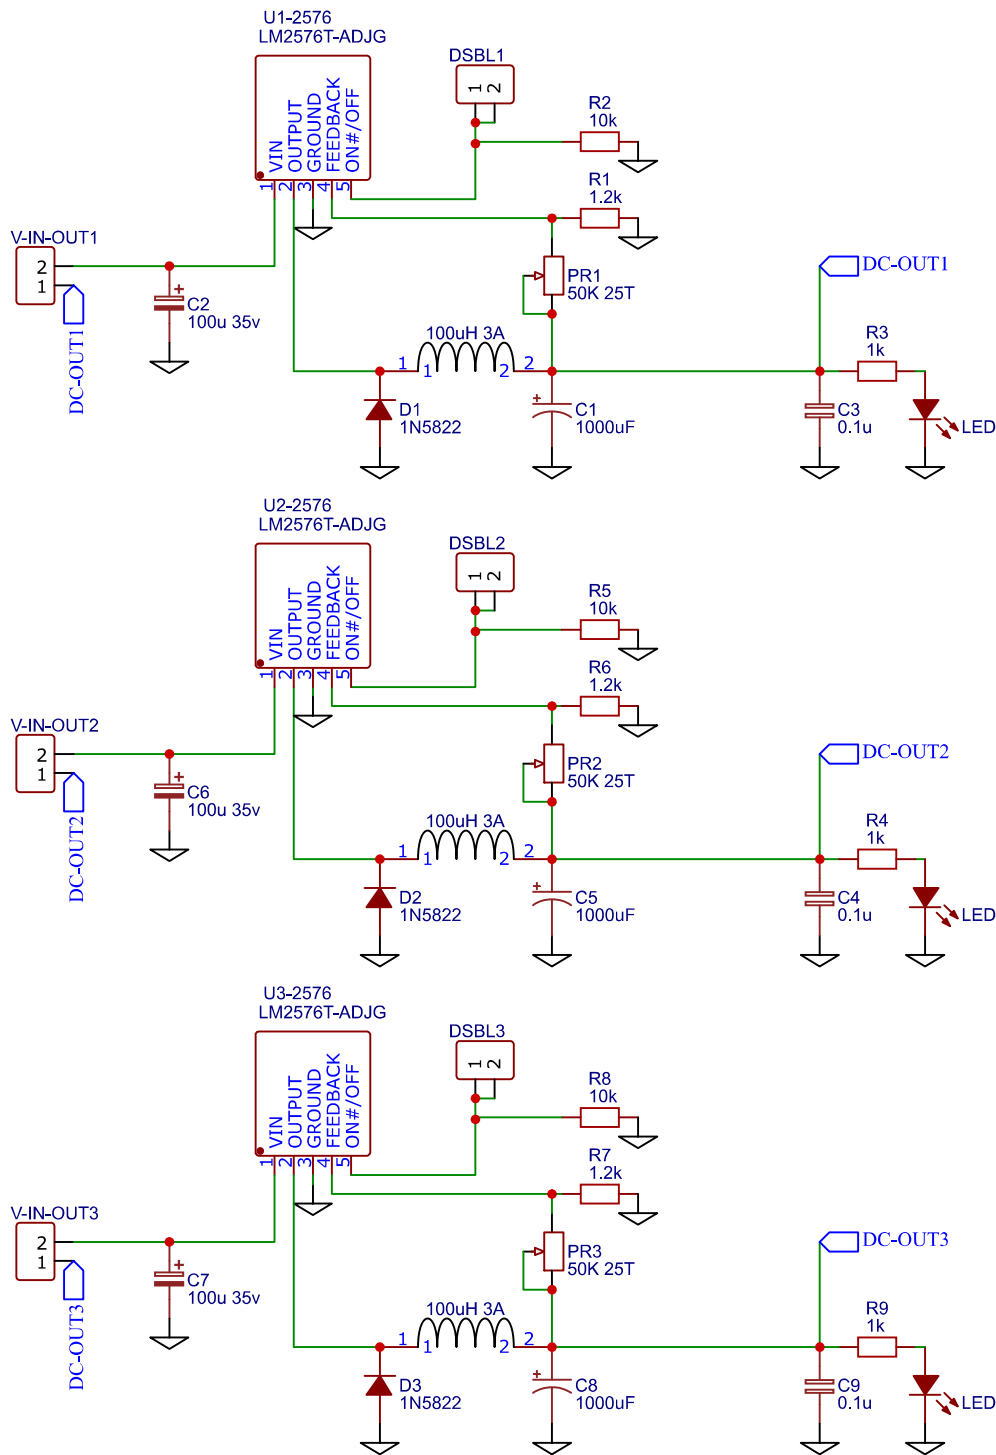 U1-2576
LM2576T-ADJG
VIN
OUTPUT
GROUND
FEEDBACK
ON#/OFF
1
2
3
4
5
DSBL1
1
2
R2
10k
R1
1.2k
V-IN-OUT1
2
1
DC-OUT1
C2
100u 35v
PR1
50K 25T
100uH 3A
1
1
2
2
D1
1N5822
C1
1000uF
DC-OUT1
R3
1k
C3
0.1u
LED
U2-2576
LM2576T-ADJG
VIN
OUTPUT
GROUND
FEEDBACK
ON#/OFF
1
2
3
4
5
DSBL2
1
2
R5
10k
R6
1.2k
V-IN-OUT2
2
1
DC-OUT2
C6
100u 35v
PR2
50K 25T
100uH 3A
1
1
2
2
D2
1N5822
C5
1000uF
DC-OUT2
R4
1k
C4
0.1u
LED
U3-2576
LM2576T-ADJG
VIN
OUTPUT
GROUND
FEEDBACK
ON#/OFF
1
2
3
4
5
DSBL3
1
2
R8
10k
R7
1.2k
V-IN-OUT3
2
1
DC-OUT3
C7
100u 35v
PR3
50K 25T
100uH 3A
1
1
2
2
D3
1N5822
C8
1000uF
DC-OUT3
R9
1k
C9
0.1u
LED